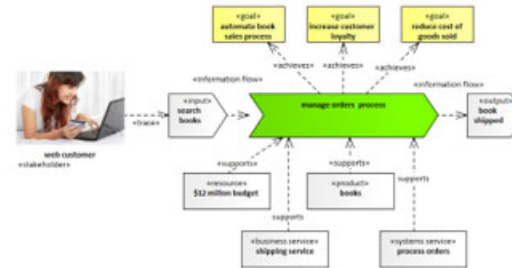 «goal»
automate book
sales process
«goal»
increase customer
loyalty
«goal»
reduce cost of
goods sold
«achieves»
«achieves»
«achieves»
«information flow»
«information flow»
«input»
search
books
manage orders process
«output»
book
shipped
«trace»
web customer
«stakeholder»
«supports»
«supports»
supports
«resource»
$12 million budget
«product»
books
supports
«business service»
shipping service
«systems service»
process orders